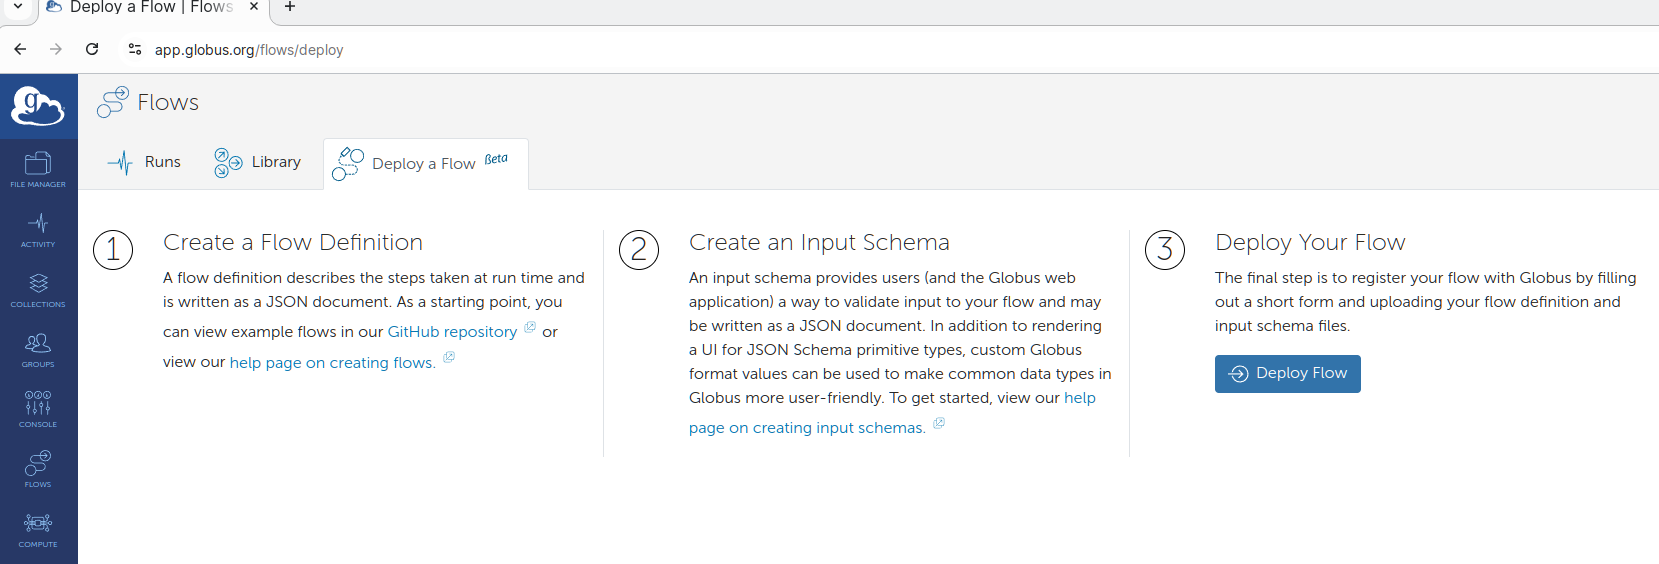 Deploy a Flow | Flows
app.globus.org/flows/deploy
g
Flows
Runs
Library
Deploy a Flow Beta
FILE MANAGER
ACTIVITY
COLLECTIONS
GROUPS
CONSOLE
FLOWS
COMPUTE
1
Create a Flow Definition
A flow definition describes the steps taken at run time and
is written as a JSON document. As a starting point, you
can view example flows in our GitHub repository or
view our help page on creating flows.
2
Create an Input Schema
An input schema provides users (and the Globus web
application) a way to validate input to your flow and may
be written as a JSON document. In addition to rendering
a UI for JSON Schema primitive types, custom Globus
format values can be used to make common data types in
Globus more user-friendly. To get started, view our help
page on creating input schemas.
3
Deploy Your Flow
The final step is to register your flow with Globus by filling
out a short form and uploading your flow definition and
input schema files.
Deploy Flow